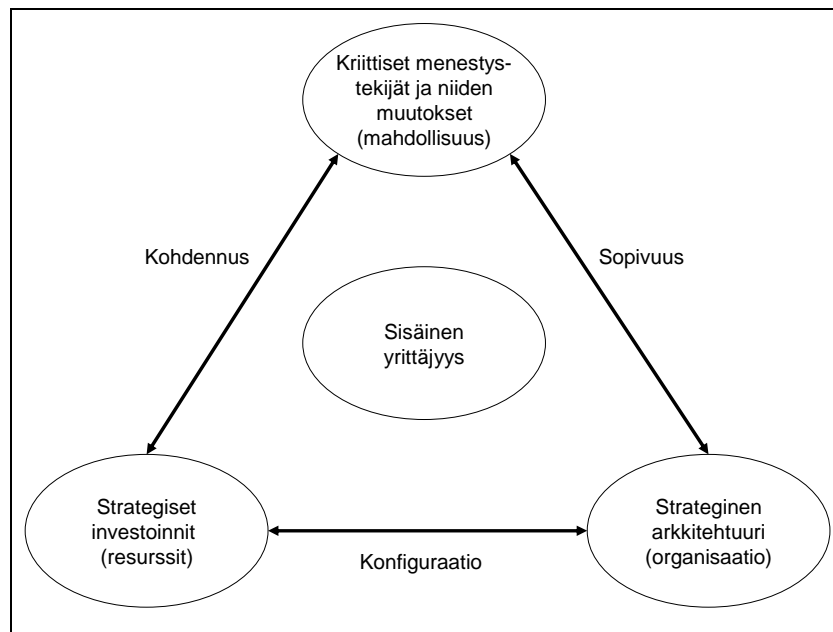 Kriittiset menestys-
tekijät ja niiden
muutokset
(mahdollisuus)
Kohdennus
Sopivuus
Sisäinen
yrittäjyys
Strategiset
investoinnit
(resurssit)
Konfiguraatio
Strateginen
arkkitehtuuri
(organisaatio)